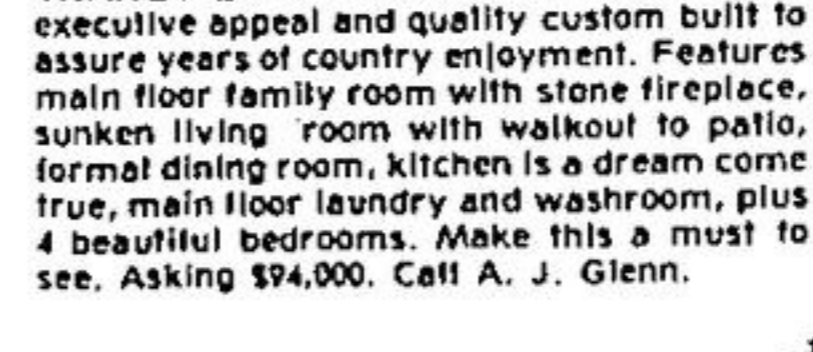 executive appeal and quality custom built to
assure years of country enjoyment. Features
main floor family room with stone fireplace,
sunken living room with walkout to patio,
formal dining room, kitchen is a dream come
true, main floor laundry and washroom, plus
4 beautiful bedrooms. Make this a must to
see. Asking $94,000. Call A. J. Glenn.